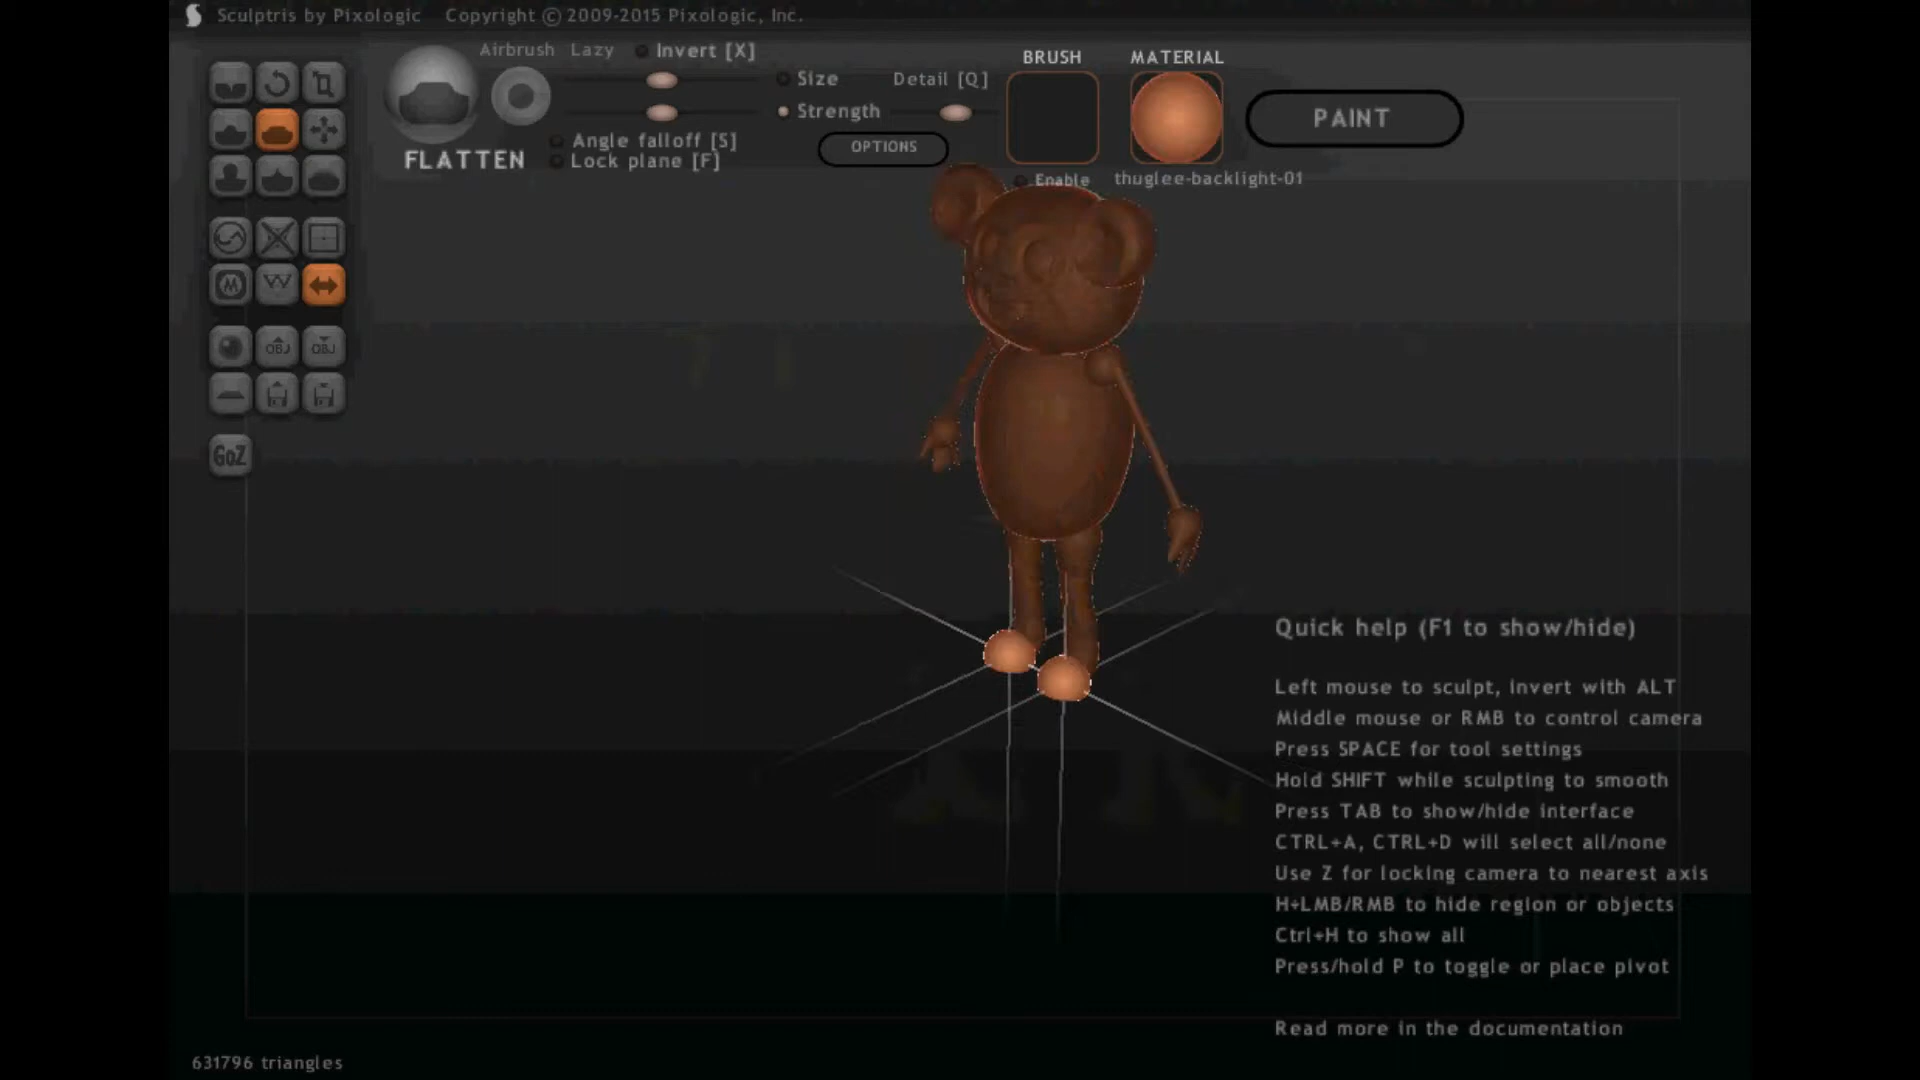 Sculptris by Pixologic Copyright © 2009-2015 Pixologic, Inc.
Airbrush Lazy Invert [X]
Size Detail [Q]
Strength
Angle falloff [S]
Lock plane [F]
FLATTEN
OPTIONS
BRUSH
Enable
MATERIAL
thuglee-backlight-01
PAINT
M
W
OBJ OBJ
GoZ
Quick help (F1 to show/hide)
Left mouse to sculpt, invert with ALT
Middle mouse or RMB to control camera
Press SPACE for tool settings
Hold SHIFT while sculpting to smooth
Press TAB to show/hide interface
CTRL+A, CTRL+D will select all/none
Use Z for locking camera to nearest axis
H+LMB/RMB to hide region or objects
Ctrl+H to show all
Press/hold P to toggle or place pivot
Read more in the documentation
631796 triangles